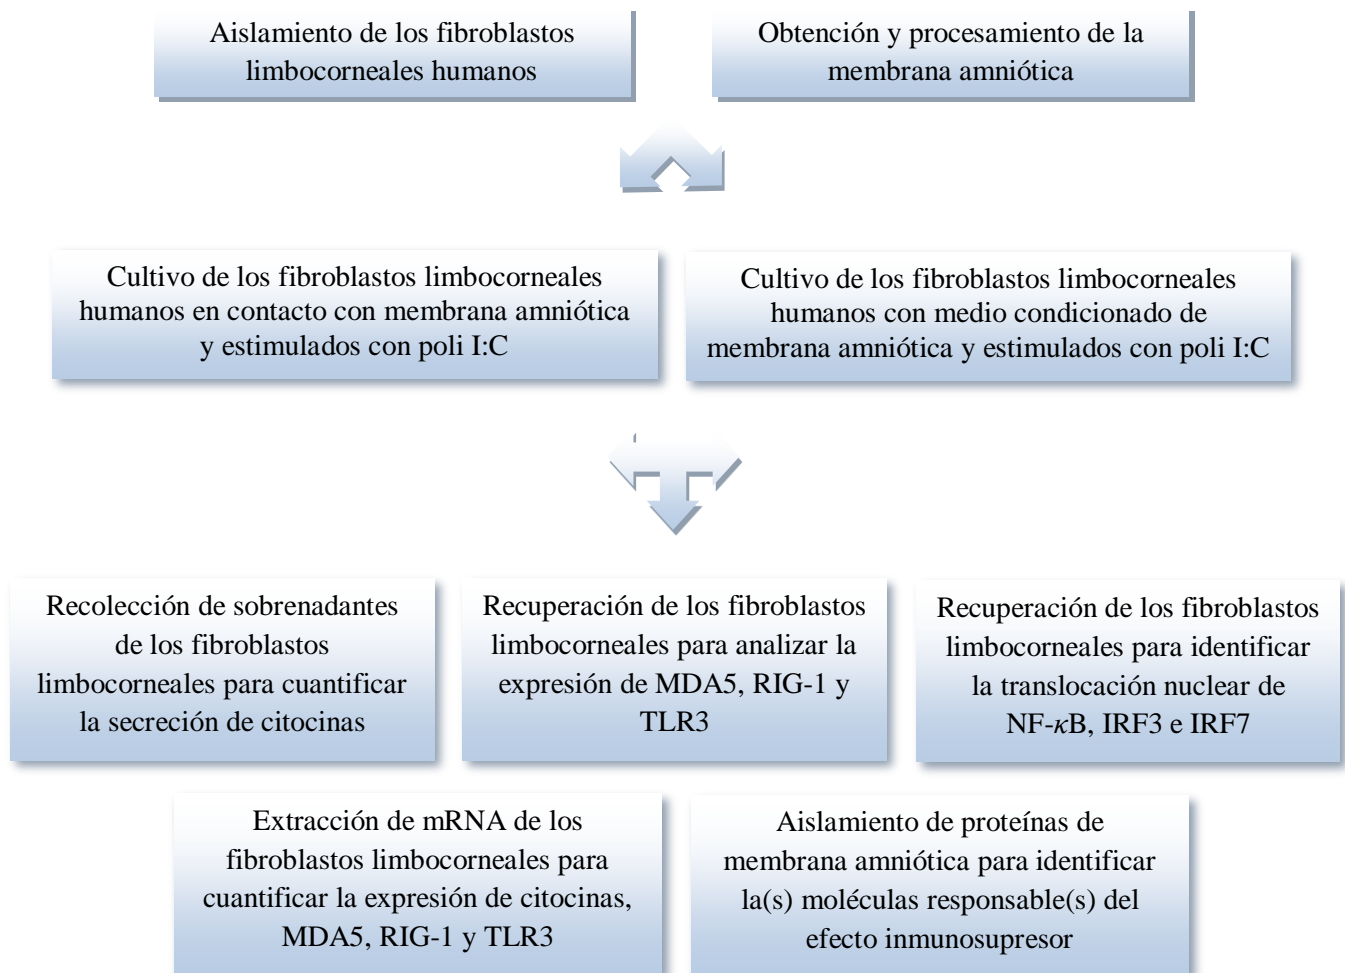 Aislamiento de los fibroblastos
limbocorneales humanos
Obtención y procesamiento de la
membrana amniótica
Cultivo de los fibroblastos limbocorneales
humanos en contacto con membrana amniótica
y estimulados con poli I:C
Cultivo de los fibroblastos limbocorneales
humanos con medio condicionado de
membrana amniótica y estimulados con poli I:C
Recolección de sobrenadantes
de los fibroblastos
limbocorneales para cuantificar
la secreción de citocinas
Recuperación de los fibroblastos
limbocorneales para analizar la
expresión de MDA5, RIG-1 y
TLR3
Recuperación de los fibroblastos
limbocorneales para identificar
la translocación nuclear de
NF-κB, IRF3 e IRF7
Extracción de mRNA de los
fibroblastos limbocorneales para
cuantificar la expresión de citocinas,
MDA5, RIG-1 y TLR3
Aislamiento de proteínas de
membrana amniótica para identificar
la(s) moléculas responsable(s) del
efecto inmunosupresor